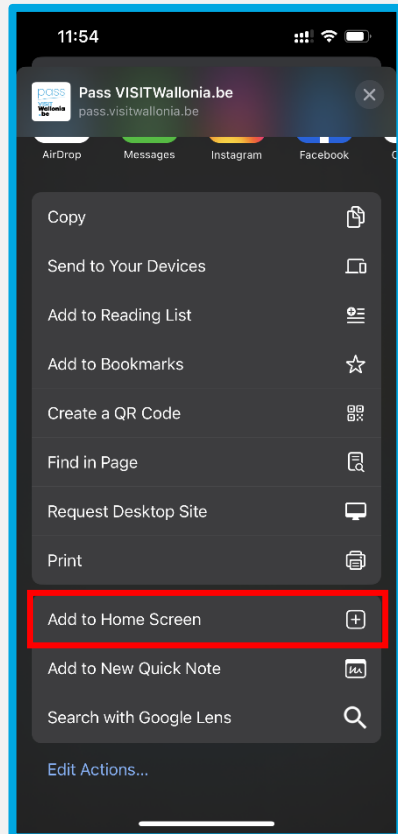 11:54
pass
VISIT
Wallonia
.be
Pass VISITWallonia.be
pass.visitwallonia.be
AirDrop Messages Instagram Facebook
Copy
Send to Your Devices
Add to Reading List
Add to Bookmarks
Create a QR Code
Find in Page
Request Desktop Site
Print
Add to Home Screen
Add to New Quick Note
Search with Google Lens
Edit Actions...